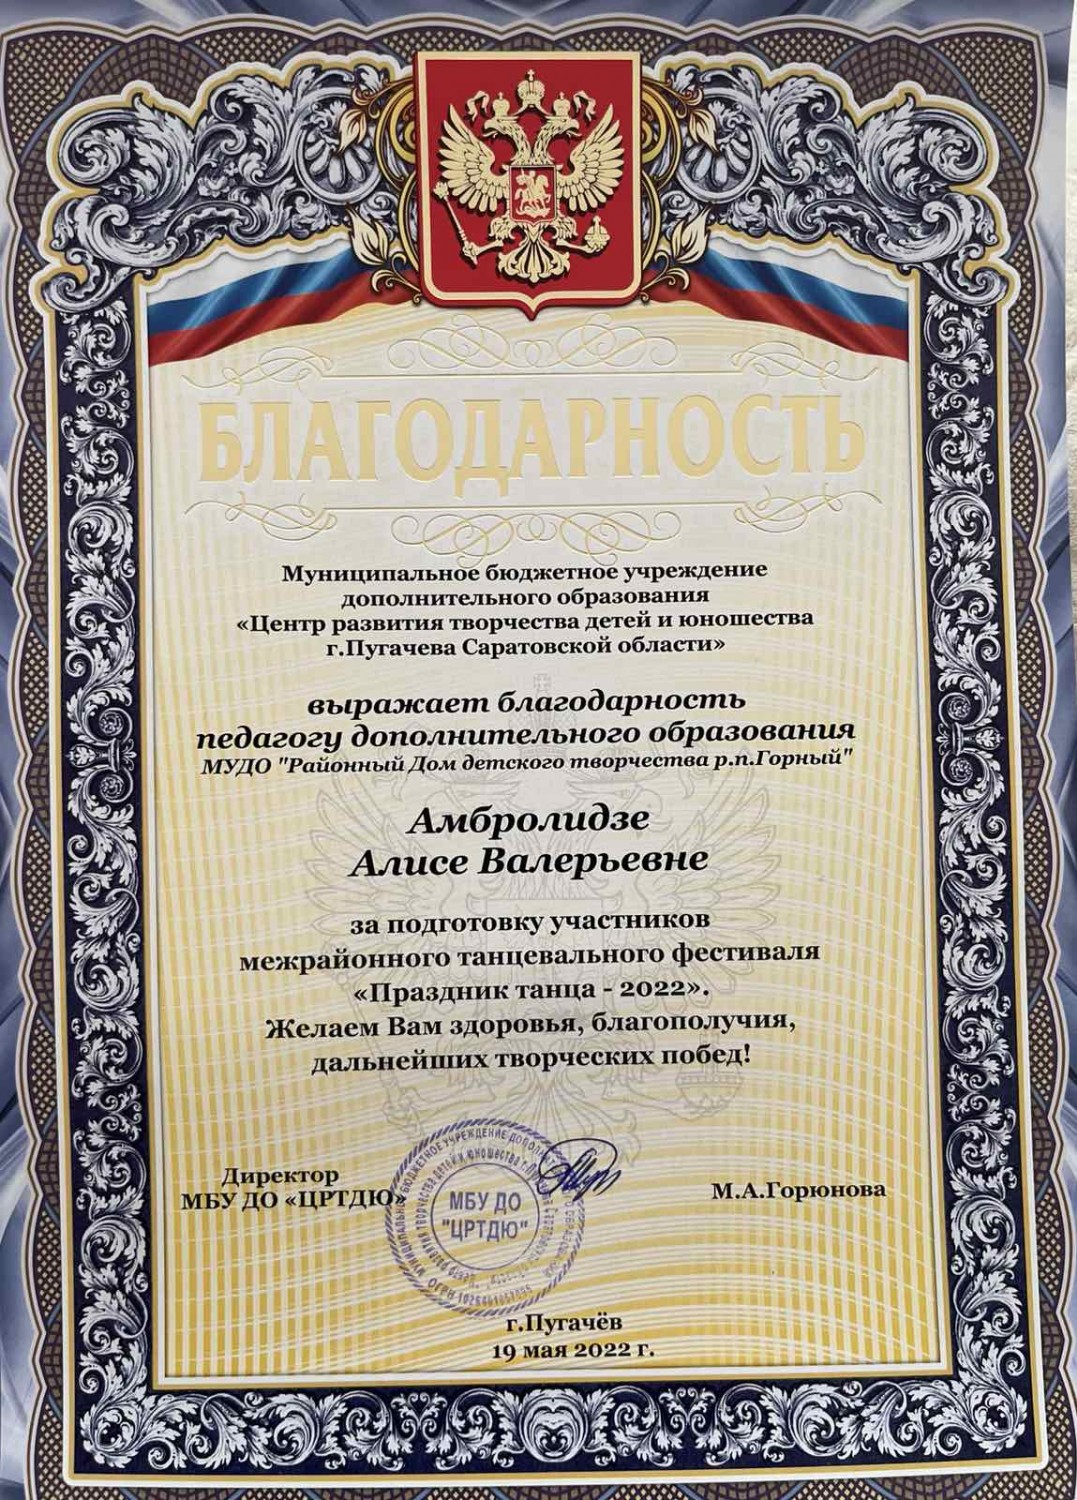 БЛАГОДАРНОСТЬ
Муниципальное бюджетное учреждение
дополнительного образования
«Центр развития творчества детей и юношества
г.Пугачева Саратовской области»
выражает благодарность
педагогу дополнительного образования
МУДО "Районный Дом детского творчества р.п.Горный"
Амбролидзе
Алисе Валерьевне
за подготовку участников
межрайонного танцевального фестиваля
«Праздник танца - 2022».
Желаем Вам здоровья, благополучия,
дальнейших творческих побед!
Директор
МБУ ДО «ЦРТДЮ»
МБУ ДО
"ЦРТДЮ"
М.А.Горюнова
г.Пугачёв
19 мая 2022 г.